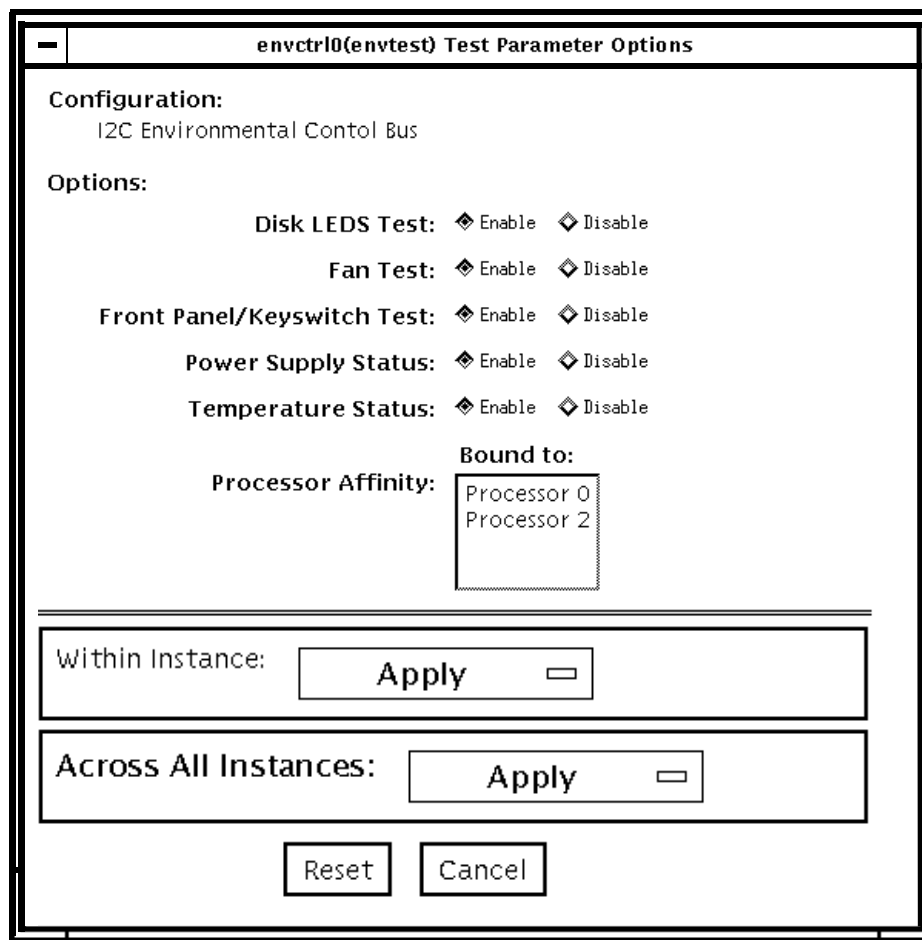 envctrl0(envtest) Test Parameter Options
Configuration:
I2C Environmental Contol Bus
Options:
Disk LEDS Test: Enable Disable
Fan Test: Enable Disable
Front Panel/Keyswitch Test: Enable Disable
Power Supply Status: Enable Disable
Temperature Status: Enable Disable
Bound to:
Processor Affinity:
Processor 0
Processor 2
Within Instance: Apply
Across All Instances: Apply
Reset Cancel